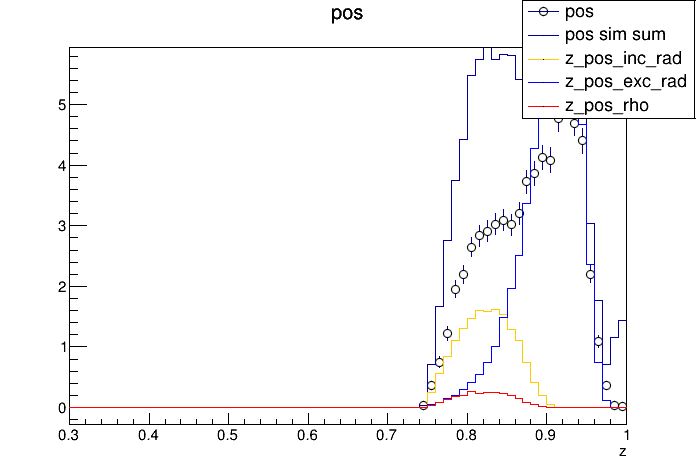 pos
pos
pos sim sum
z_pos_inc_rad
z_pos_exc_rad
z_pos_rho
5
4
3
2
1
0
0.3 0.4 0.5 0.6 0.7 0.8 0.9 1
z